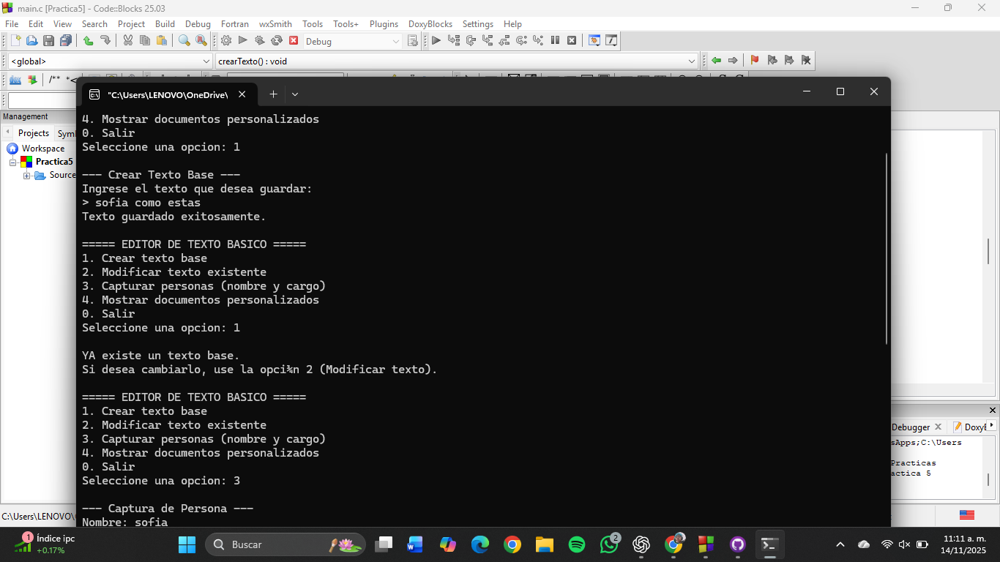 main.c [Practica5] - Code::Blocks 25.03
File Edit View Search Project Build Debug Fortran wxSmith Tools Tools+ Plugins DoxyBlocks Settings Help
Debug
<global>
crearTexto() : void
/** *<
"C:\Users\LENOVO\OneDrive\
Management
Projects
Workspace
Practica5
4. Mostrar documentos personalizados
0. Salir
Seleccione una opcion: 1
--- Crear Texto Base ---
Ingrese el texto que desea guardar:
> sofia como estas
Texto guardado exitosamente.
===== EDITOR DE TEXTO BASICO =====
1. Crear texto base
2. Modificar texto existente
3. Capturar personas (nombre y cargo)
4. Mostrar documentos personalizados
0. Salir
Seleccione una opcion: 1
YA existe un texto base.
Si desea cambiarlo, use la opci¾n 2 (Modificar texto).
===== EDITOR DE TEXTO BASICO =====
1. Crear texto base
2. Modificar texto existente
3. Capturar personas (nombre y cargo)
4. Mostrar documentos personalizados
0. Salir
Seleccione una opcion: 3
--- Captura de Persona ---
Nombre: sofia
Debugger
sApps;C:\Users
Practicas
actica 5
C:\Users\LENOVO\
1
Índice ipc
+0.17%
Buscar
2
11:11 a. m.
14/11/2025